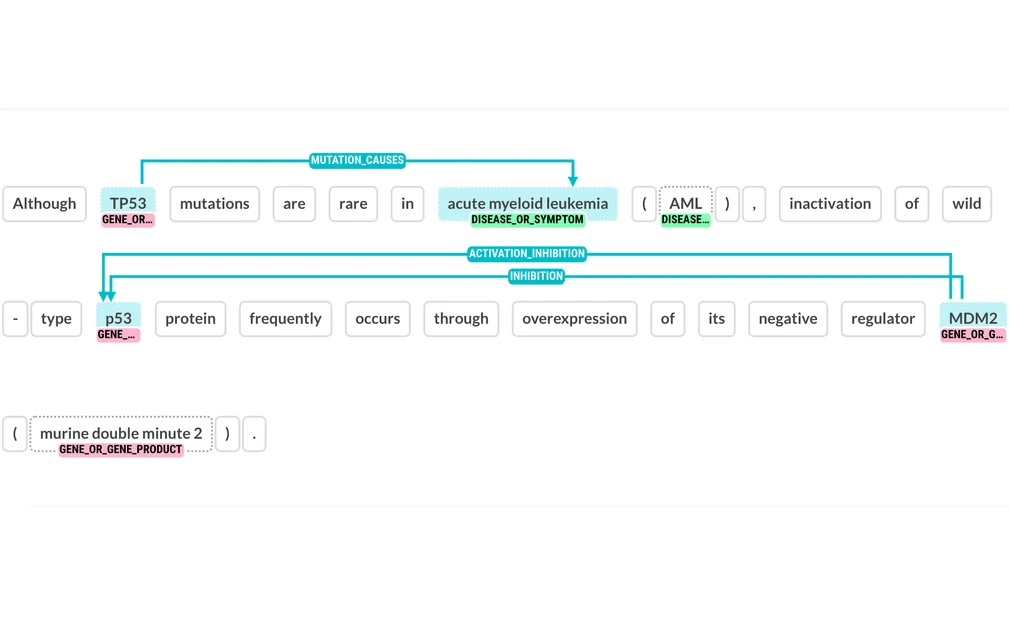 MUTATION_CAUSES
Although TP53 mutations are rare in acute myeloid leukemia ( AML ) , inactivation of wild
GENE_OR... DISEASE_OR_SYMPTOM DISEASE...
ACTIVATION_INHIBITION
INHIBITION
- type p53 protein frequently occurs through overexpression of its negative regulator MDM2
GENE_... GENE_OR_G...
( murine double minute 2 ) .
GENE_OR_GENE_PRODUCT